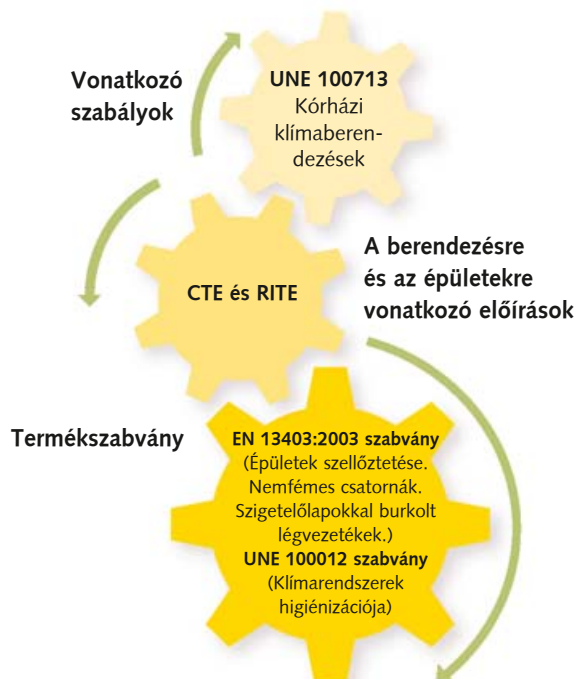 Vonatkozó
szabályok
UNE 100713
Kórházi
klímaberen-
dezések
CTE és RITE
A berendezésre
és az épületekre
vonatkozó előírások
Termékszabvány
EN 13403:2003 szabvány
(Épületek szellőztetése.
Nemfémes csatornák.
Szigetelőlapokkal burkolt
légvezetékek.)
UNE 100012 szabvány
(Klímarendszerek
higiénizációja)